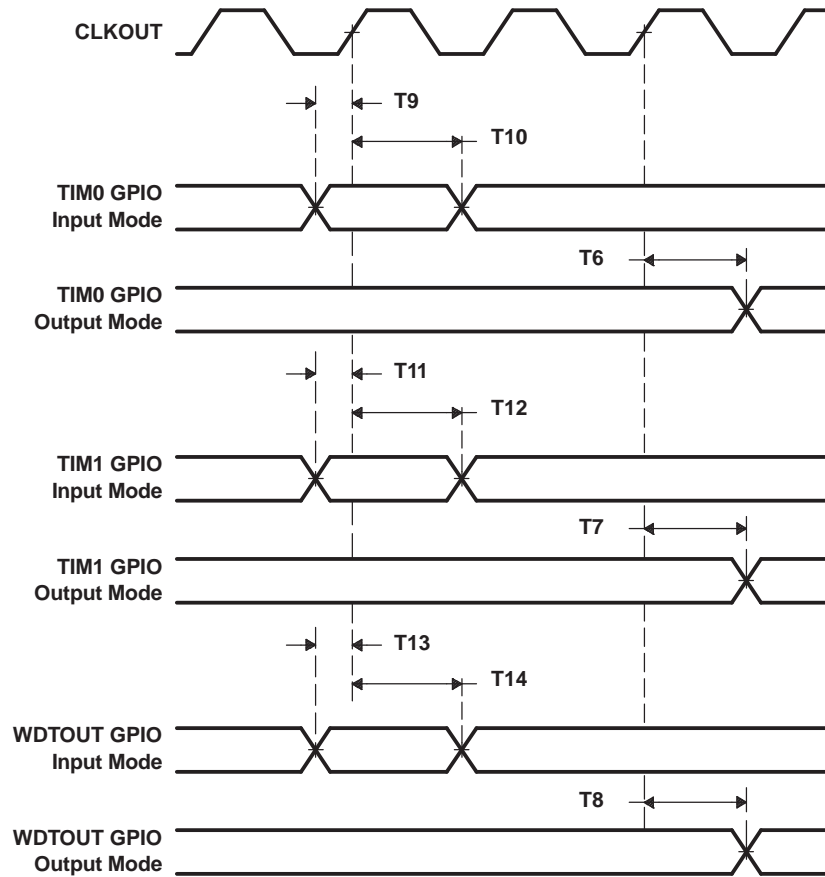 CLKOUT
T9
T10
TIM0 GPIO
Input Mode
T6
TIM0 GPIO
Output Mode
T11
T12
TIM1 GPIO
Input Mode
T7
TIM1 GPIO
Output Mode
T13
T14
WDTOUT GPIO
Input Mode
T8
WDTOUT GPIO
Output Mode